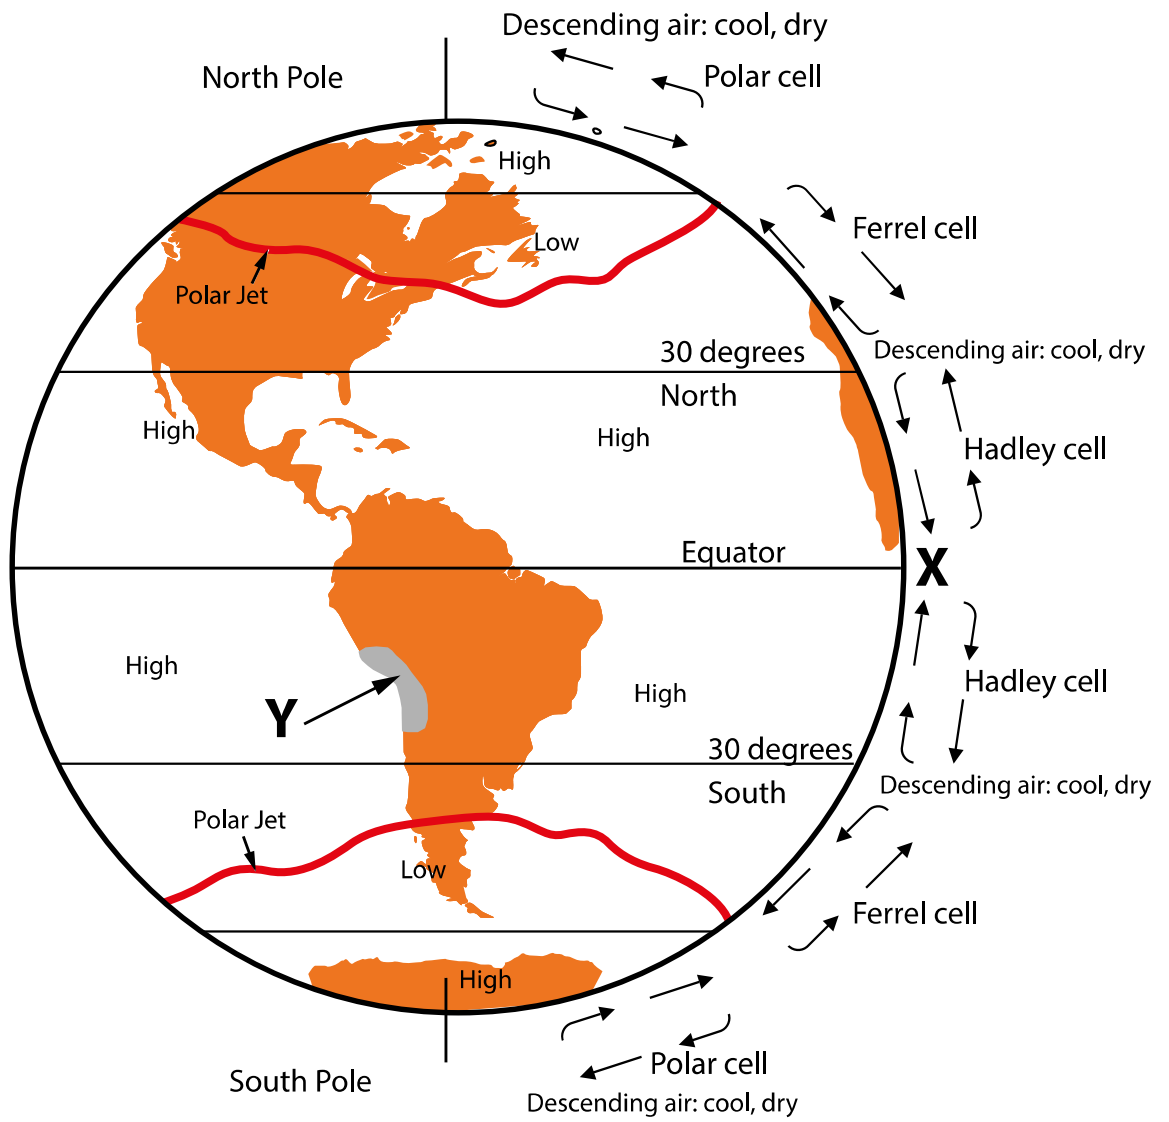 Descending air: cool, dry
North Pole
Polar cell
High
Ferrel cell
Low
Polar Jet
30 degrees
Descending air: cool, dry
North
High
High
Hadley cell
Equator
X
High
Hadley cell
High
Y
30 degrees
Descending air: cool, dry
South
Polar Jet
Low
Ferrel cell
High
Polar cell
South Pole
Descending air: cool, dry